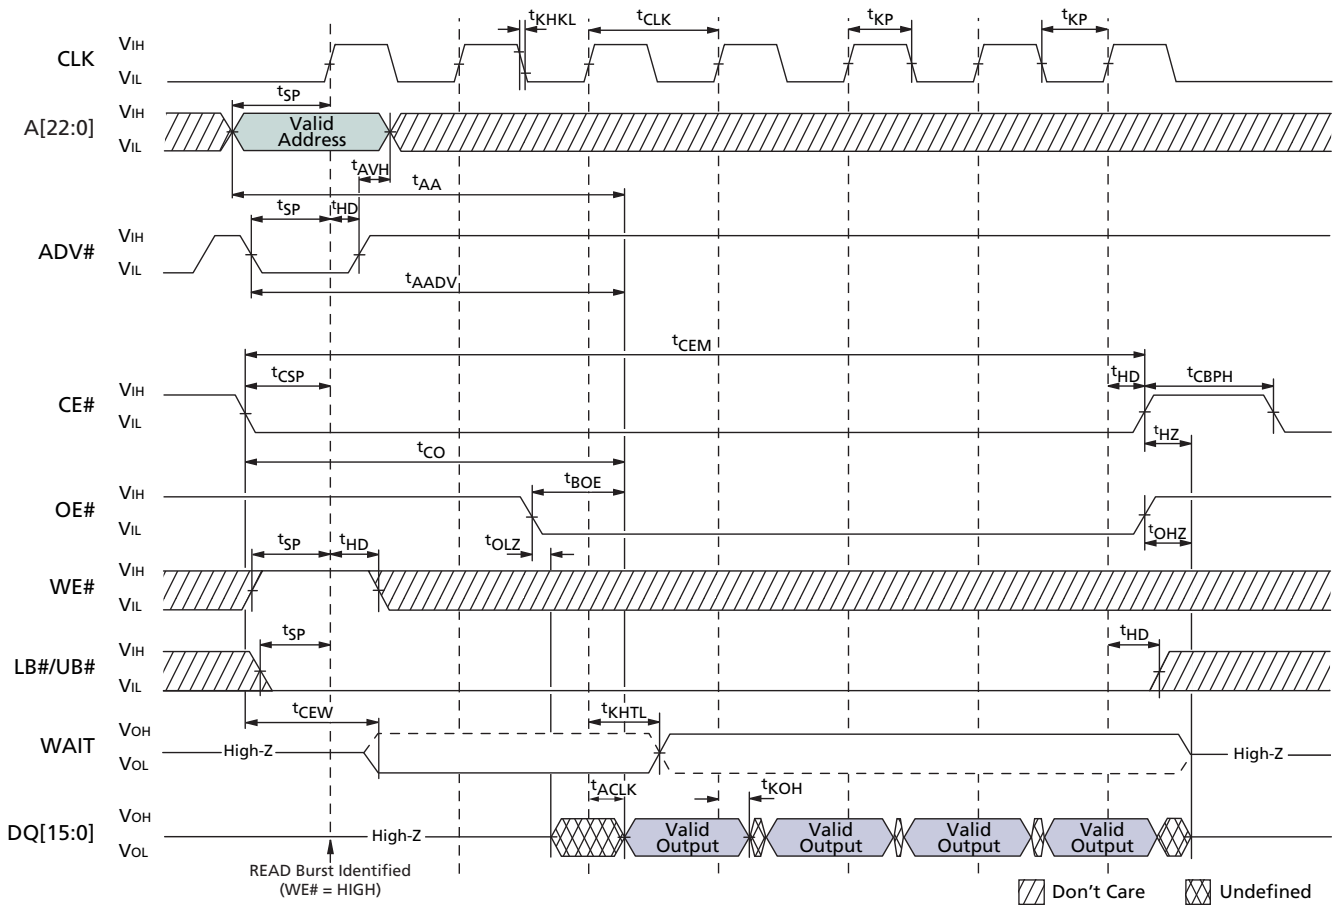 tKHKL
tCLK
tKP
tKP
CLK
VIH
VIL
tSP
A[22:0]
VIH
VIL
Valid
Address
tAVH
tAA
tSP
tHD
ADV#
VIH
VIL
tAADV
tCEM
tCSP
tHD
tCBPH
CE#
VIH
VIL
tHZ
tCO
tBOE
OE#
VIH
VIL
tOHZ
tOLZ
tSP
tHD
WE#
VIH
VIL
tSP
tHD
LB#/UB#
VIH
VIL
tCEW
tKHTL
WAIT
VOH
VOL
High-Z
High-Z
tACLK
tKOH
DQ[15:0]
VOH
VOL
High-Z
Valid
Output
Valid
Output
Valid
Output
Valid
Output
READ Burst Identified
(WE# = HIGH)
Don't Care
Undefined